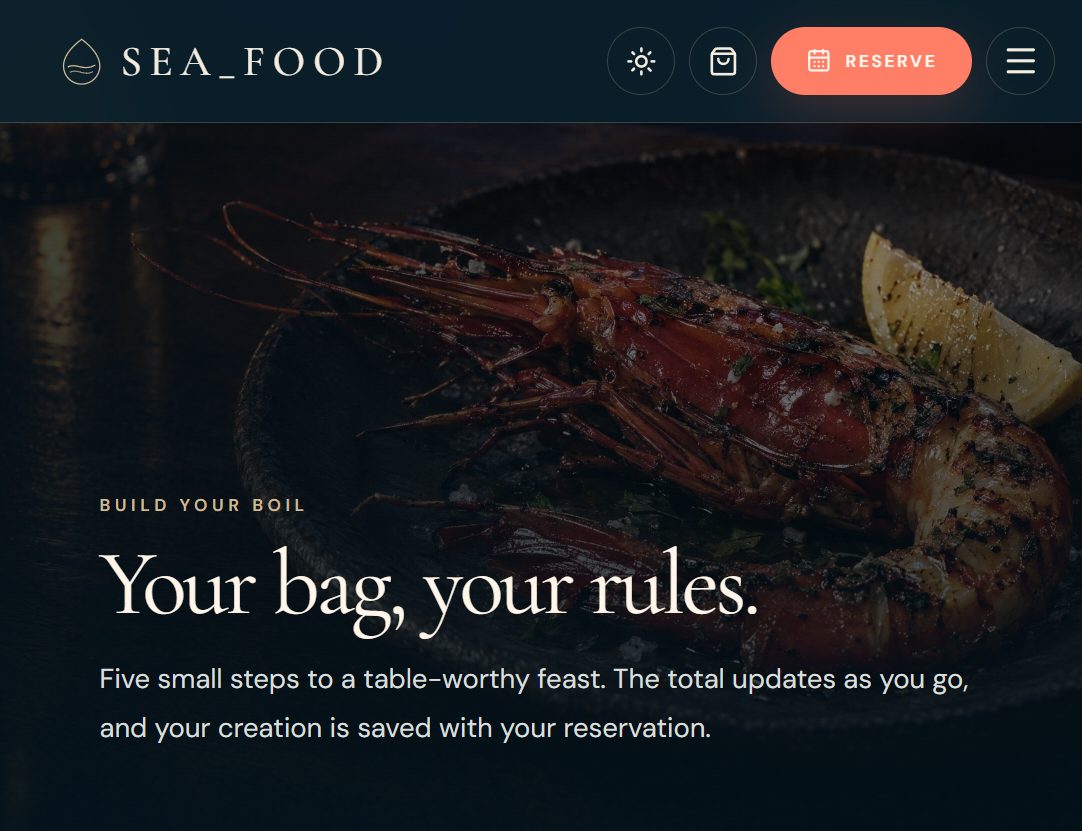 SEA_FOOD
RESERVE
BUILD YOUR BOIL
Your bag, your rules.
Five small steps to a table-worthy feast. The total updates as you go,
and your creation is saved with your reservation.